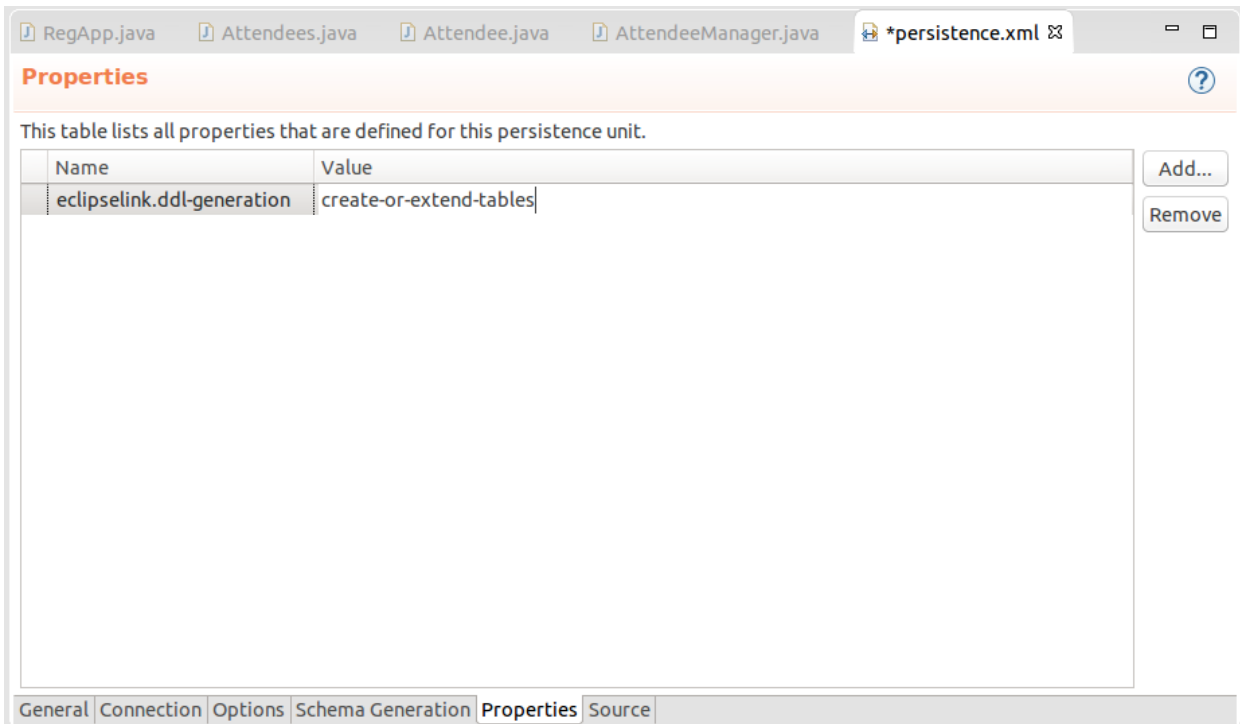 RegApp.java Attendees.java Attendee.java AttendeeManager.java *persistence.xml
Properties
This table lists all properties that are defined for this persistence unit.
Name Value Add...
eclipselink.ddl-generation create-or-extend-tables
Remove
General Connection Options Schema Generation Properties Source